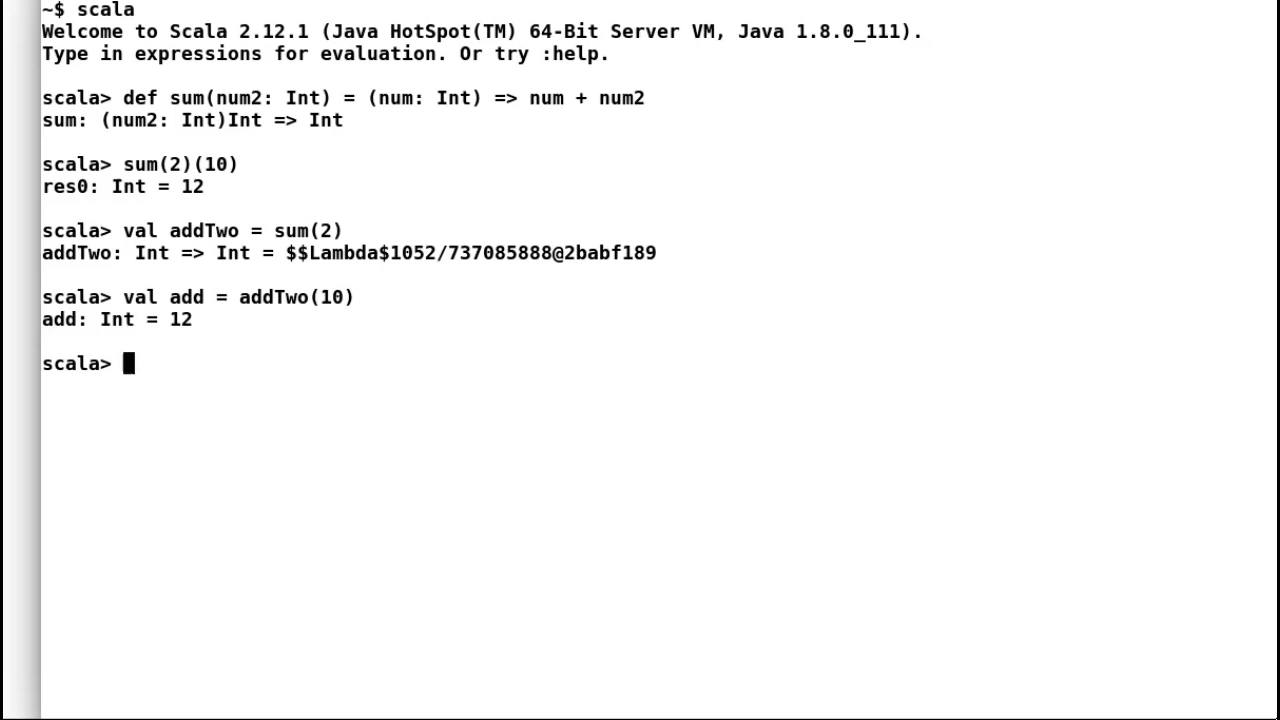 ~$ scala
Welcome to Scala 2.12.1 (Java HotSpot(TM) 64-Bit Server VM, Java 1.8.0_111).
Type in expressions for evaluation. Or try :help.
scala> def sum(num2: Int) = (num: Int) => num + num2
sum: (num2: Int)Int => Int
scala> sum(2)(10)
res0: Int = 12
scala> val addTwo = sum(2)
addTwo: Int => Int = $$Lambda$1052/737085888@2babf189
scala> val add = addTwo(10)
add: Int = 12
scala>